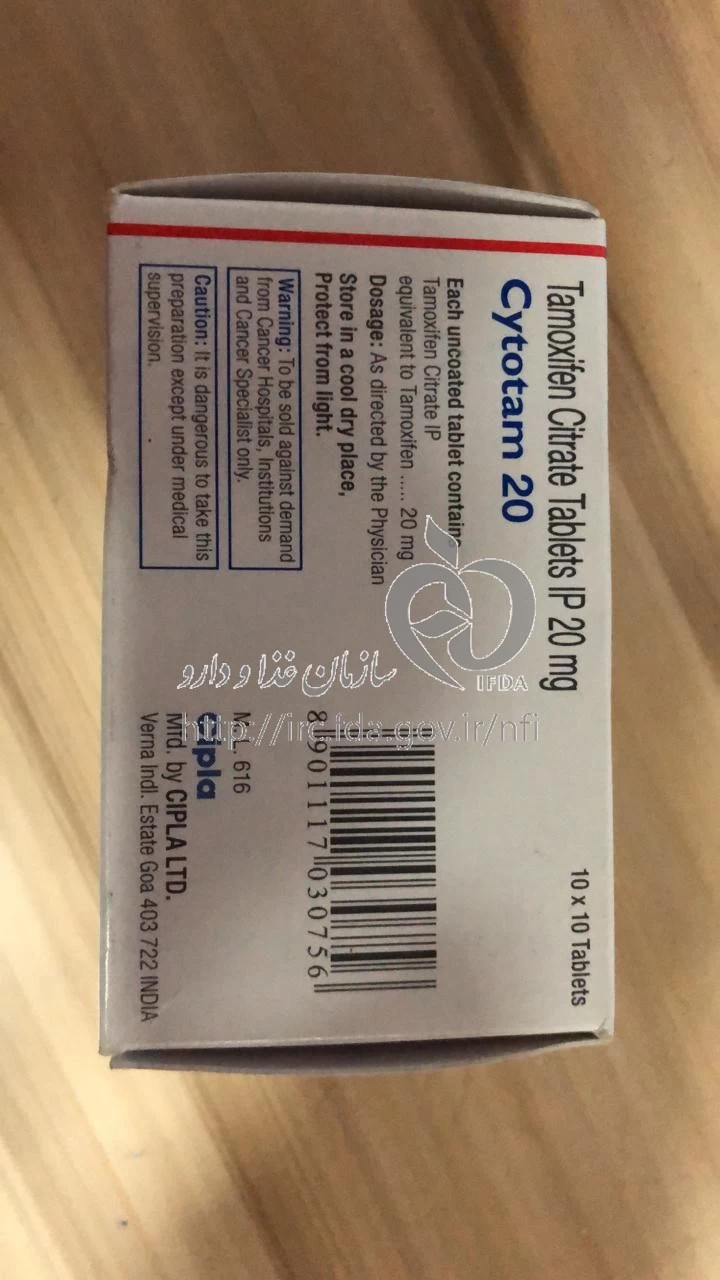 Tamoxifen Citrate Tablets IP 20 mg
10 x 10 Tablets
Cytotam 20
Each uncoated tablet contains
Tamoxifen Citrate IP
equivalent to Tamoxifen ..... 20 mg
Dosage: As directed by the Physician
Store in a cool dry place,
Protect from light.
Warning: To be sold against demand
from Cancer Hospitals, Institutions
and Cancer Specialist only.
Caution: It is dangerous to take this
preparation except under medical
supervision.
8 901117 030756
M. L. 616
Cipla
Mfd. by CIPLA LTD.
Verna Indl. Estate Goa 403 722 INDIA
IFDA
سازمان غذا و دارو
http://irc.fda.gov.ir/nfi